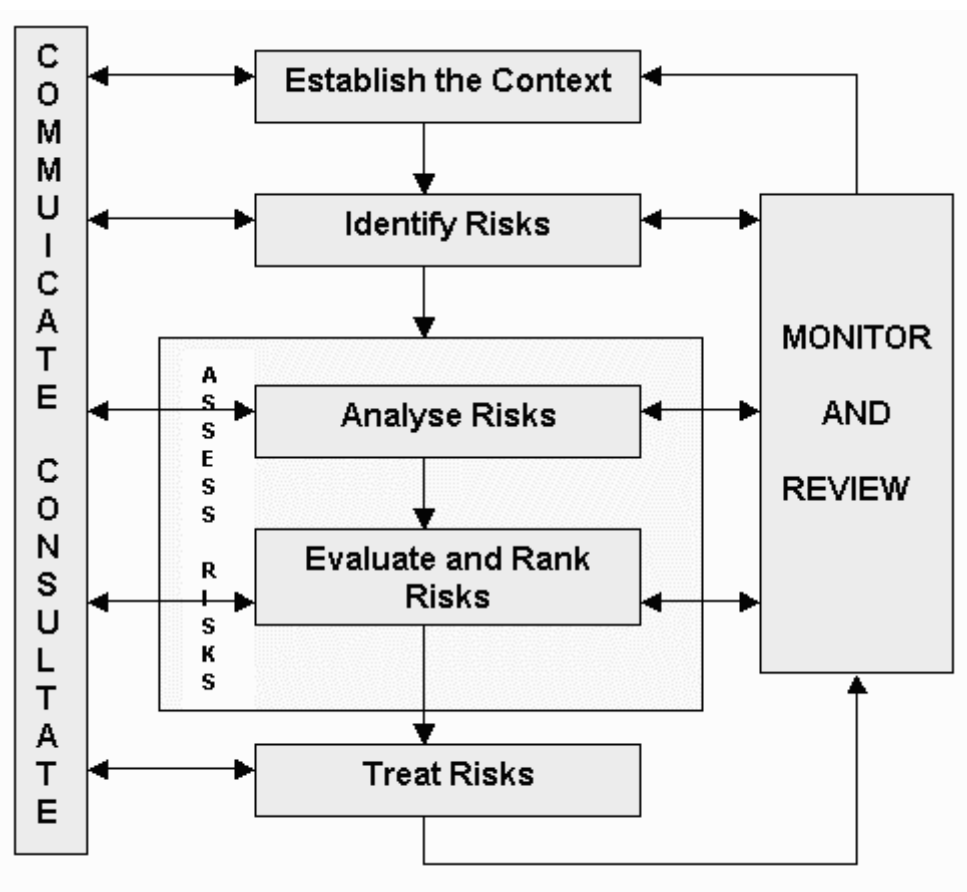 COMMUICATE CONSULTATE
Establish the Context
Identify Risks
ASSESS RISKS
Analyse Risks
Evaluate and Rank
Risks
Treat Risks
MONITOR
AND
REVIEW